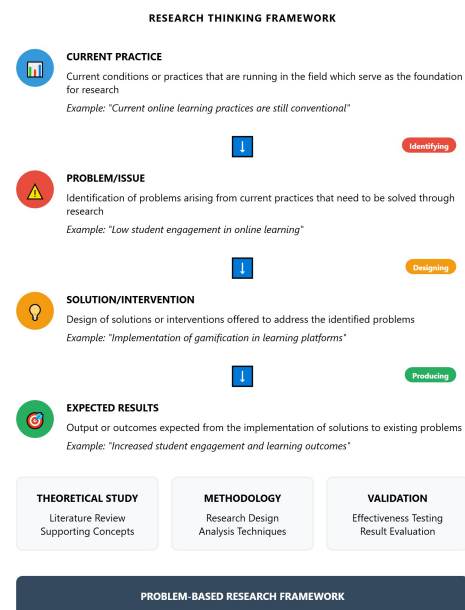 RESEARCH THINKING FRAMEWORK
CURRENT PRACTICE
Current conditions or practices that are running in the field which serve as the foundation
for research
Example: "Current online learning practices are still conventional"
Identifying
PROBLEM/ISSUE
Identification of problems arising from current practices that need to be solved through
research
Example: "Low student engagement in online learning"
Designing
SOLUTION/INTERVENTION
Design of solutions or interventions offered to address the identified problems
Example: "Implementation of gamification in learning platforms"
Producing
EXPECTED RESULTS
Output or outcomes expected from the implementation of solutions to existing problems
Example: "Increased student engagement and learning outcomes"
THEORETICAL STUDY
Literature Review
Supporting Concepts
METHODOLOGY
Research Design
Analysis Techniques
VALIDATION
Effectiveness Testing
Result Evaluation
PROBLEM-BASED RESEARCH FRAMEWORK